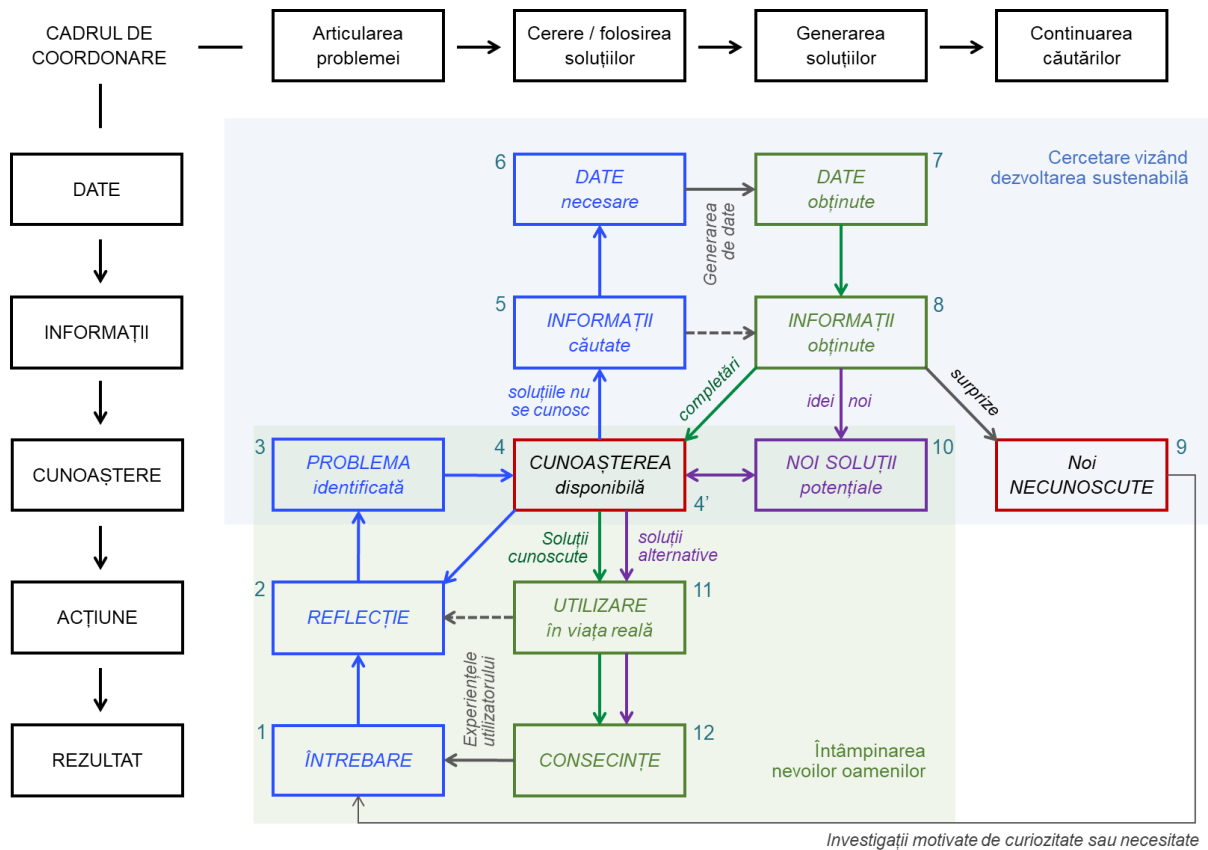 CADRUL DE
COORDONARE
Articularea
problemei
Cerere / folosirea
soluțiilor
Generarea
soluțiilor
Continuarea
căutărilor
DATE
6
DATE
necesare
Generarea
de date
DATE
obținute
7
Cercetare vizând
dezvoltarea sustenabilă
INFORMAȚII
5
INFORMAȚII
căutate
INFORMAȚII
obținute
8
soluțiile nu
se cunosc
completări
idei noi
surprize
CUNOAȘTERE
3
PROBLEMA
identificată
4
CUNOAȘTEREA
disponibilă
4’
NOI SOLUȚII
potențiale
10
Noi
NECUNOSCUTE
9
Soluții
cunoscute
soluții
alternative
ACȚIUNE
2
REFLECȚIE
UTILIZARE
în viața reală
11
Experiențele
utilizatorului
REZULTAT
1
ÎNTREBARE
CONSECINȚE
12
Întâmpinarea
nevoilor oamenilor
Investigații motivate de curiozitate sau necesitate